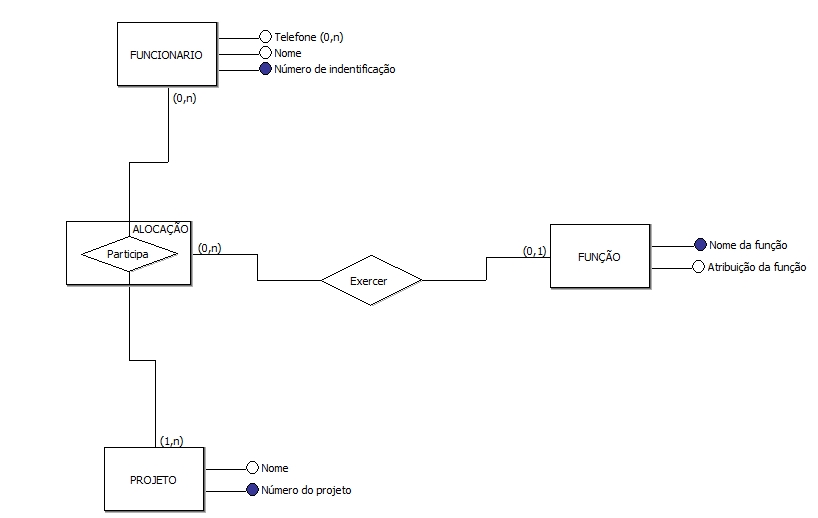 FUNCIONARIO
Telefone (0,n)
Nome
Número de indentificação
(0,n)
ALOCAÇÃO
Participa
(0,n)
Exercer
(0,1)
FUNÇÃO
Nome da função
Atribuição da função
(1,n)
PROJETO
Nome
Número do projeto